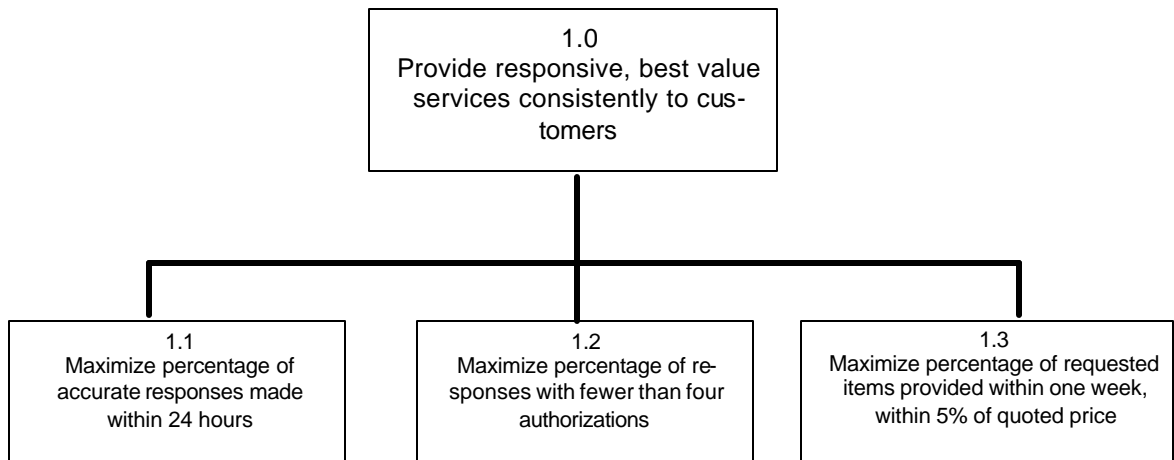 1.0
Provide responsive, best value
services consistently to cus-
tomers
1.1
Maximize percentage of
accurate responses made
within 24 hours
1.2
Maximize percentage of re-
sponses with fewer than four
authorizations
1.3
Maximize percentage of requested
items provided within one week,
within 5% of quoted price